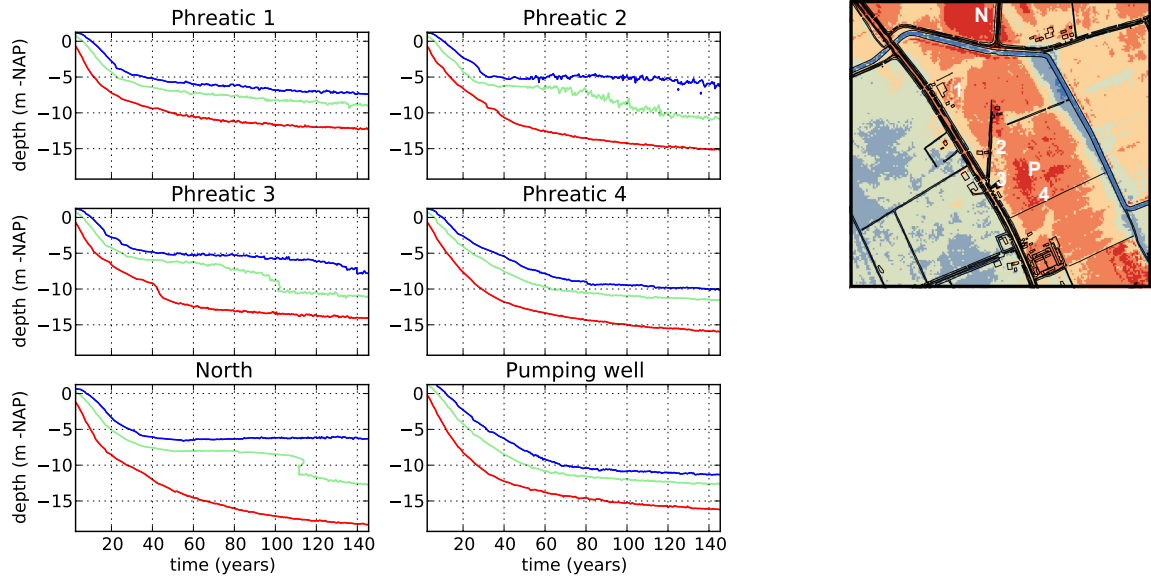 Phreatic 1
Phreatic 2
depth (m -NAP)
0
−5
−10
−15
0
−5
−10
−15
Phreatic 3
Phreatic 4
depth (m -NAP)
0
−5
−10
−15
0
−5
−10
−15
North
Pumping well
depth (m -NAP)
0
−5
−10
−15
0
−5
−10
−15
20 40 60 80 100 120 140
20 40 60 80 100 120 140
time (years)
time (years)
N
1
2
P
3
4